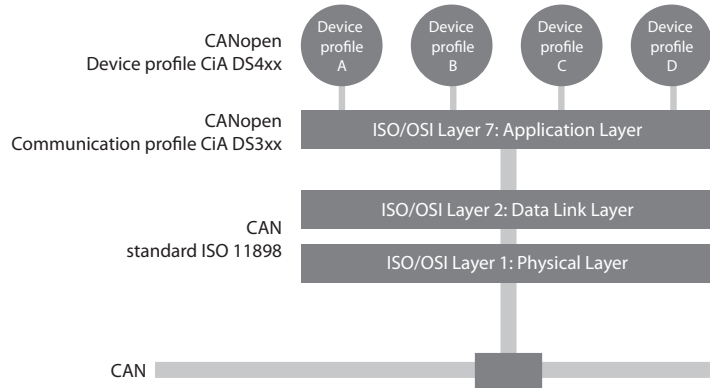 CANopen
Device profile CiA DS4xx
Device
profile
A
Device
profile
B
Device
profile
C
Device
profile
D
CANopen
Communication profile CiA DS3xx
ISO/OSI Layer 7: Application Layer
CAN
standard ISO 11898
ISO/OSI Layer 2: Data Link Layer
ISO/OSI Layer 1: Physical Layer
CAN